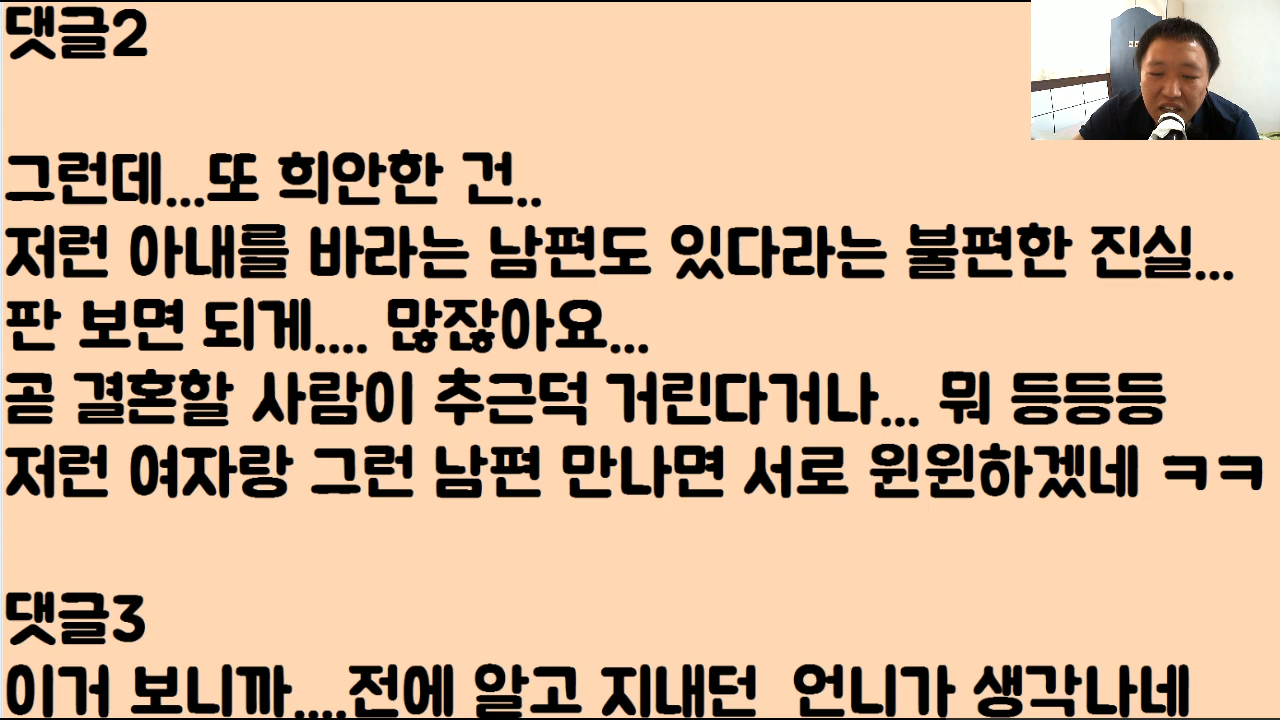 댓글2
그런데...또 희안한 건..
저런 아내를 바라는 남편도 있다라는 불편한 진실...
판 보면 되게.... 많잖아요...
곧 결혼할 사람이 추근덕 거린다거나... 뭐 등등등
저런 여자랑 그런 남편 만나면 서로 윈윈하겠네 ㅋㅋ
댓글3
이거 보니까....전에 알고 지내던 언니가 생각나네